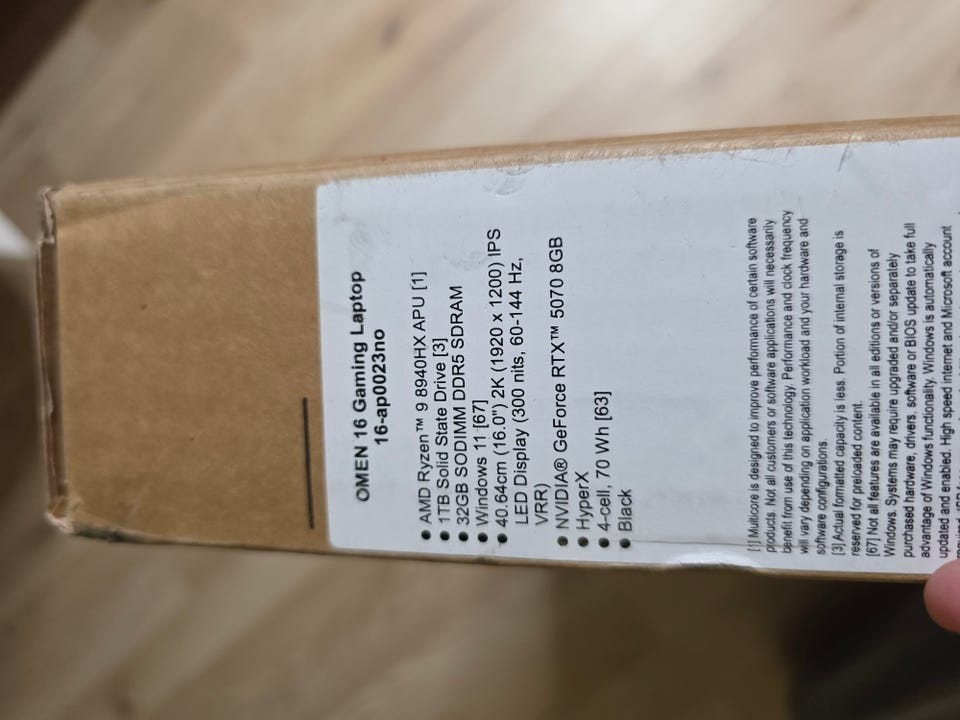 OMEN 16 Gaming Laptop
16-ap0023no
● AMD Ryzen™ 9 8940HX APU [1]
● 1TB Solid State Drive [3]
● 32GB SODIMM DDR5 SDRAM
● Windows 11 [67]
● 40.64cm (16.0") 2K (1920 x 1200) IPS
LED Display (300 nits, 60-144 Hz,
VRR)
● NVIDIA® GeForce RTX™ 5070 8GB
● HyperX
● 4-cell, 70 Wh [63]
● Black
[1] Multicore is designed to improve performance of certain software
products. Not all customers or software applications will necessarily
benefit from use of this technology. Performance and clock frequency
will vary depending on application workload and your hardware and
software configurations.
[3] Actual formatted capacity is less. Portion of internal storage is
reserved for preloaded content.
[67] Not all features are available in all editions or versions of
Windows. Systems may require upgraded and/or separately
purchased hardware, drivers, software or BIOS update to take full
advantage of Windows functionality. Windows is automatically
updated and enabled. High speed internet and Microsoft account